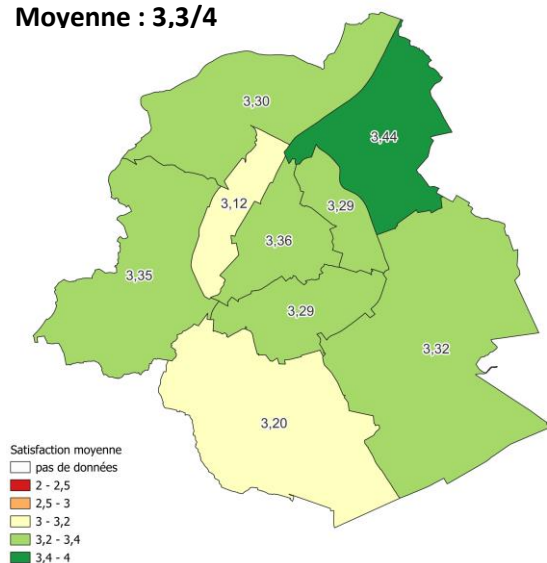 Moyenne : 3,3/4
3,30
3,44
3,12
3,29
3,36
3,35
3,29
3,32
3,20
Satisfaction moyenne
pas de données
2 - 2,5
2,5 - 3
3 - 3,2
3,2 - 3,4
3,4 - 4